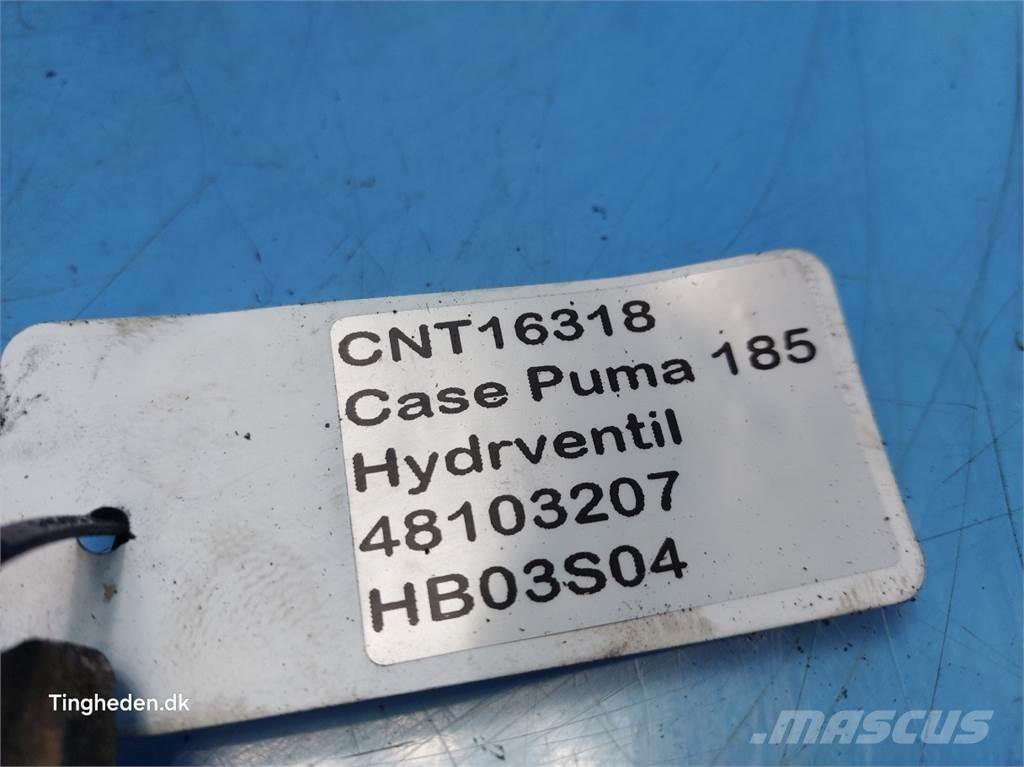 CNT16318
Case Puma 185
Hydrventil
48103207
HB03S04
Tingheden.dk
MASCUS